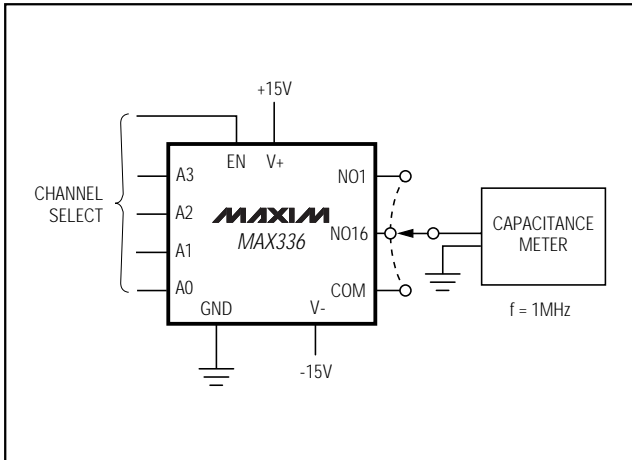 +15V
EN V+
A3
NO1
CHANNEL
SELECT
A2
MAXIM
MAX336
NO16
CAPACITANCE
METER
A1
A0
COM
GND
V-
f = 1MHz
-15V